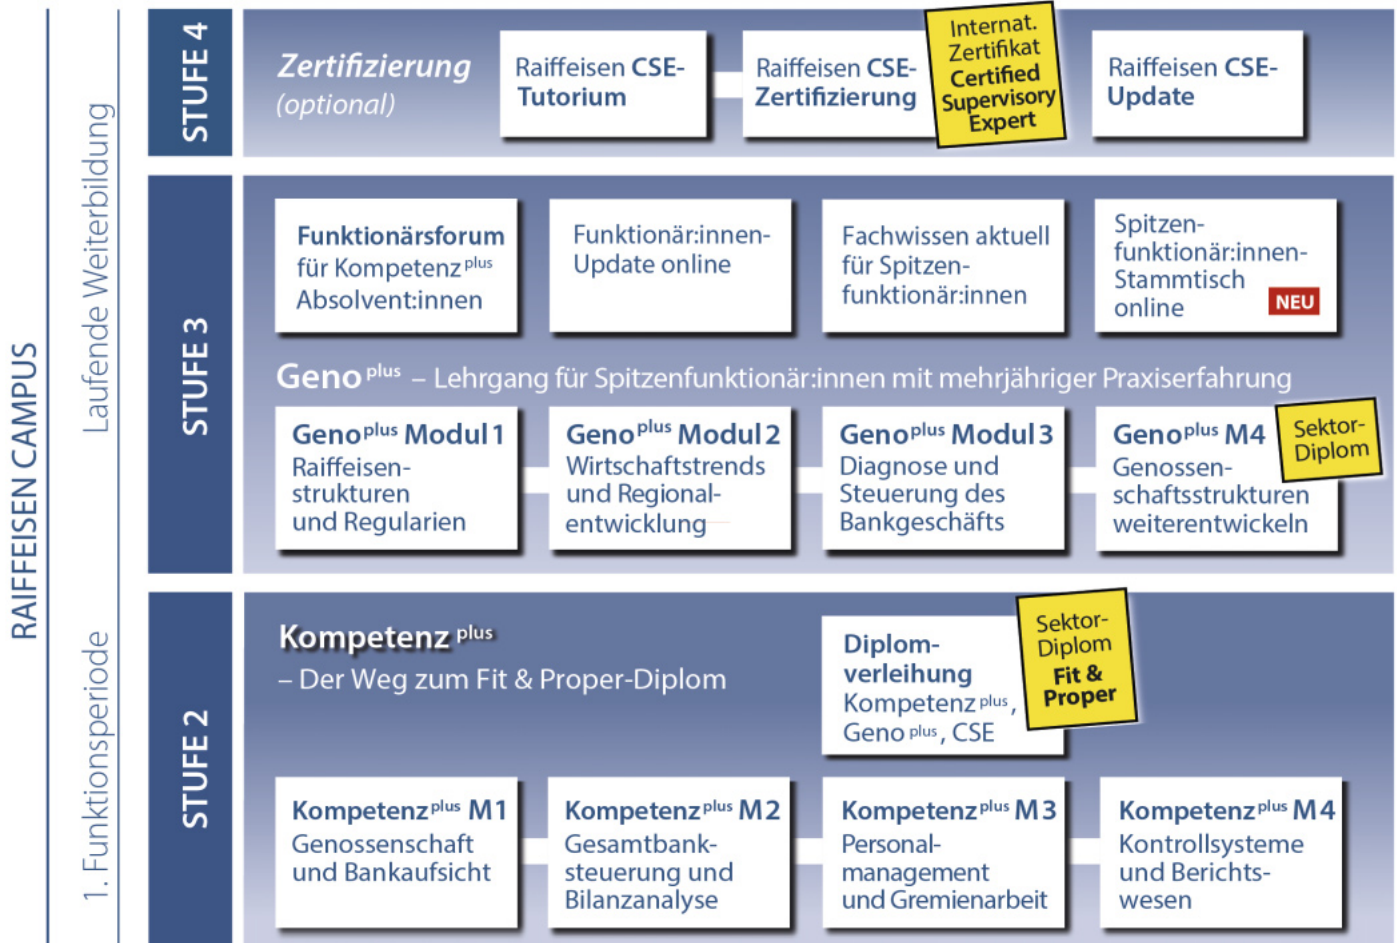 RAIFFEISEN CAMPUS
Laufende Weiterbildung
1. Funktionsperiode
STUFE 4
Zertifizierung
(optional)
Raiffeisen CSE-
Tutorium
Raiffeisen CSE-
Zertifizierung
Internat.
Zertifikat
Certified
Supervisory
Expert
Raiffeisen CSE-
Update
STUFE 3
Funktionärsforum
für Kompetenz plus
Absolvent:innen
Funktionär:innen-
Update online
Fachwissen aktuell
für Spitzen-
funktionär:innen
Spitzen-
funktionär:innen-
Stammtisch
online
NEU
Geno plus – Lehrgang für Spitzenfunktionär:innen mit mehrjähriger Praxiserfahrung
Geno plus Modul 1
Raiffeisen-
strukturen
und Regularien
Geno plus Modul 2
Wirtschaftstrends
und Regional-
entwicklung
Geno plus Modul 3
Diagnose und
Steuerung des
Bankgeschäfts
Geno plus M4
Genossen-
schaftsstrukturen
weiterentwickeln
Sektor-
Diplom
STUFE 2
Kompetenz plus
– Der Weg zum Fit & Proper-Diplom
Diplom-
verleihung
Kompetenz plus,
Geno plus, CSE
Sektor-
Diplom
Fit &
Proper
Kompetenz plus M1
Genossenschaft
und Bankaufsicht
Kompetenz plus M2
Gesamtbank-
steuerung und
Bilanzanalyse
Kompetenz plus M3
Personal-
management
und Gremienarbeit
Kompetenz plus M4
Kontrollsysteme
und Berichts-
wesen